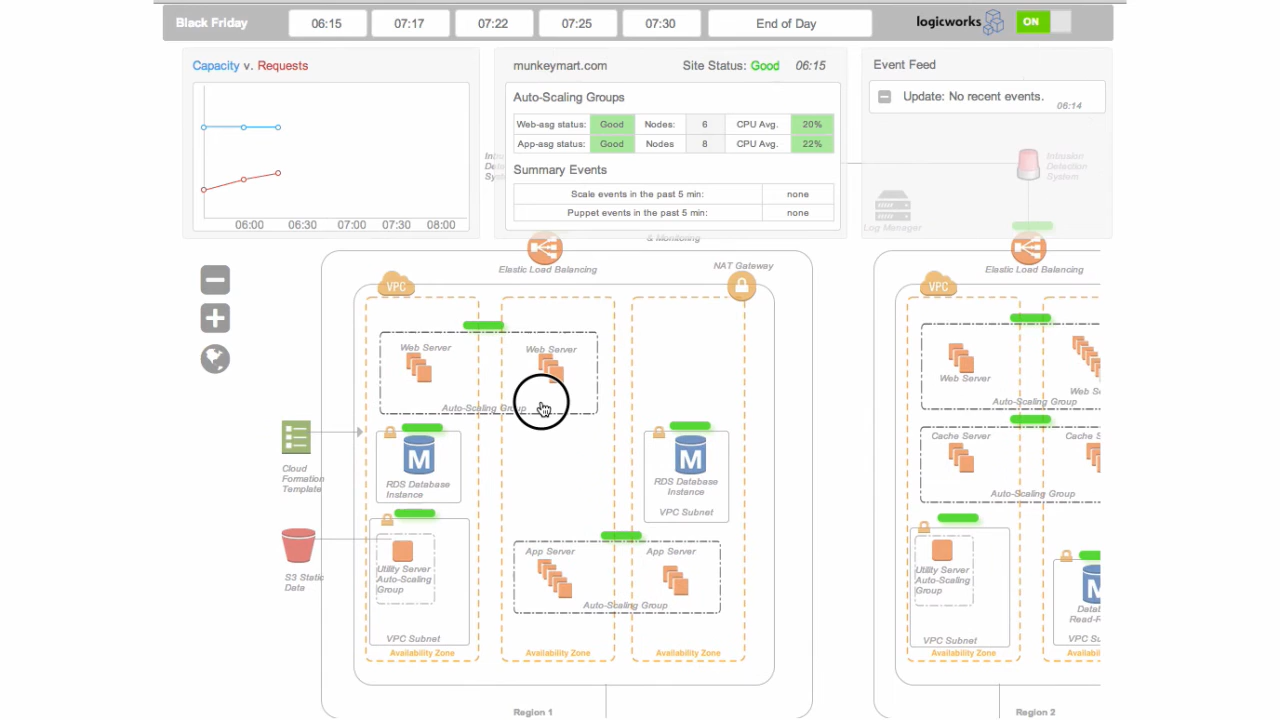 Black Friday
06:15
07:17
07:22
07:25
07:30
End of Day
logicworks
ON
Capacity v. Requests
06:00
06:30
07:00
07:30
08:00
munkeymart.com
Site Status: Good
06:15
Auto-Scaling Groups
Web-asg status: Good Nodes: 6 CPU Avg. 20%
App-asg status: Good Nodes 8 CPU Avg. 22%
Summary Events
Scale events in the past 5 min: none
Puppet events in the past 5 min: none
Event Feed
Update: No recent events.
06:14
Intrusion
Detection
System
Log Manager
& Monitoring
Elastic Load Balancing
NAT Gateway
VPC
Web Server
Web Server
Auto-Scaling Group
M
RDS Database
Instance
M
RDS Database
Instance
VPC Subnet
Cloud
Formation
Template
S3 Static
Data
Utility Server
Auto-Scaling
Group
VPC Subnet
App Server
App Server
Auto-Scaling Group
Availability Zone
Availability Zone
Availability Zone
Region 1
Elastic Load Balancing
VPC
Web Server
Web S
Auto-Scaling Group
Cache Server
Cache S
Auto-Scaling Group
Utility Server
Auto-Scaling
Group
VPC Subnet
M
Datab
Read-R
VPC Su
Availability Zone
Availab
Region 2